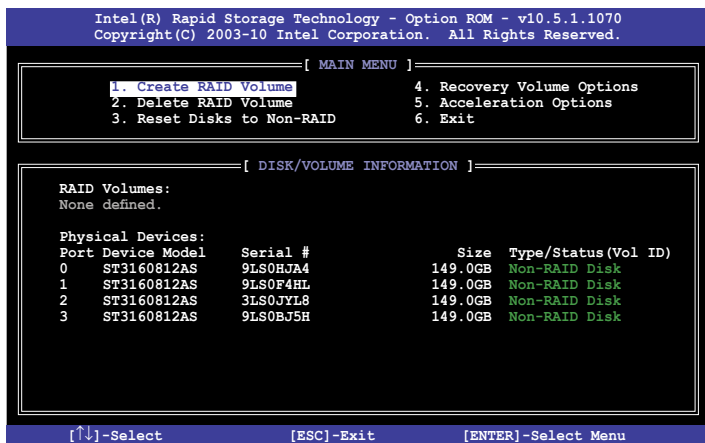 Intel(R) Rapid Storage Technology - Option ROM - v10.5.1.1070
Copyright(C) 2003-10 Intel Corporation. All Rights Reserved.
[ MAIN MENU ]
1. Create RAID Volume 4. Recovery Volume Options
2. Delete RAID Volume 5. Acceleration Options
3. Reset Disks to Non-RAID 6. Exit
[ DISK/VOLUME INFORMATION ]
RAID Volumes:
None defined.
Physical Devices:
Port Device Model Serial # Size Type/Status(Vol ID)
0 ST3160812AS 9LS0HJA4 149.0GB Non-RAID Disk
1 ST3160812AS 9LS0F4HL 149.0GB Non-RAID Disk
2 ST3160812AS 3LS0JYL8 149.0GB Non-RAID Disk
3 ST3160812AS 9LS0BJ5H 149.0GB Non-RAID Disk
[↑↓]-Select [ESC]-Exit [ENTER]-Select Menu